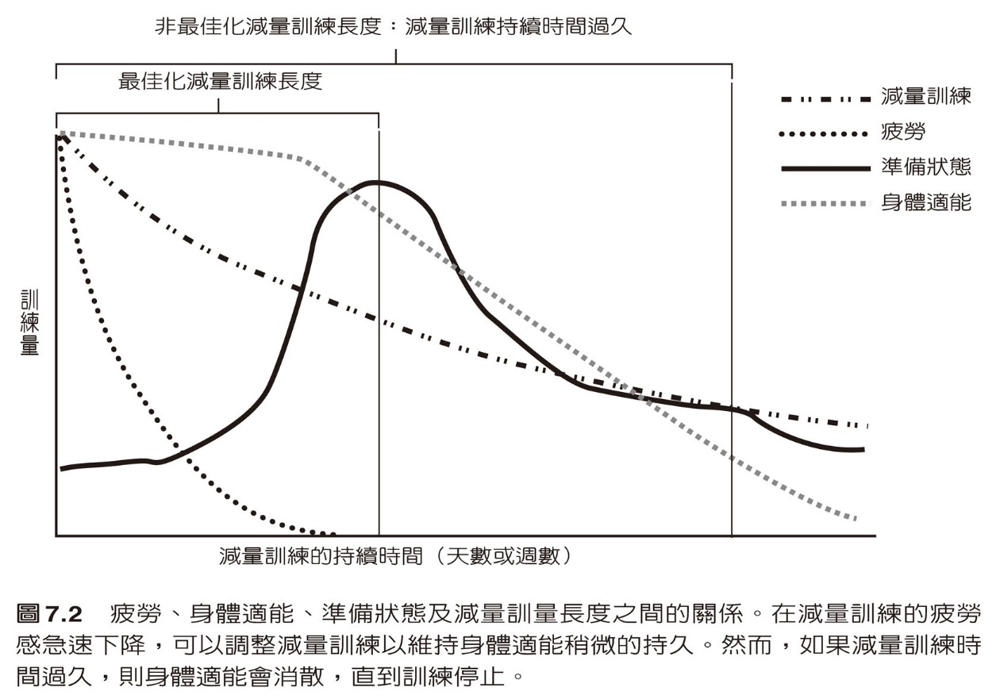 非最佳化減量訓練長度：減量訓練持續時間過久
最佳化減量訓練長度
減量訓練
疲勞
準備狀態
身體適能
訓練量
減量訓練的持續時間（天數或週數）
圖7.2　疲勞、身體適能、準備狀態及減量訓量長度之間的關係。在減量訓練的疲勞
感急速下降，可以調整減量訓練以維持身體適能稍微的持久。然而，如果減量訓練時
間過久，則身體適能會消散，直到訓練停止。